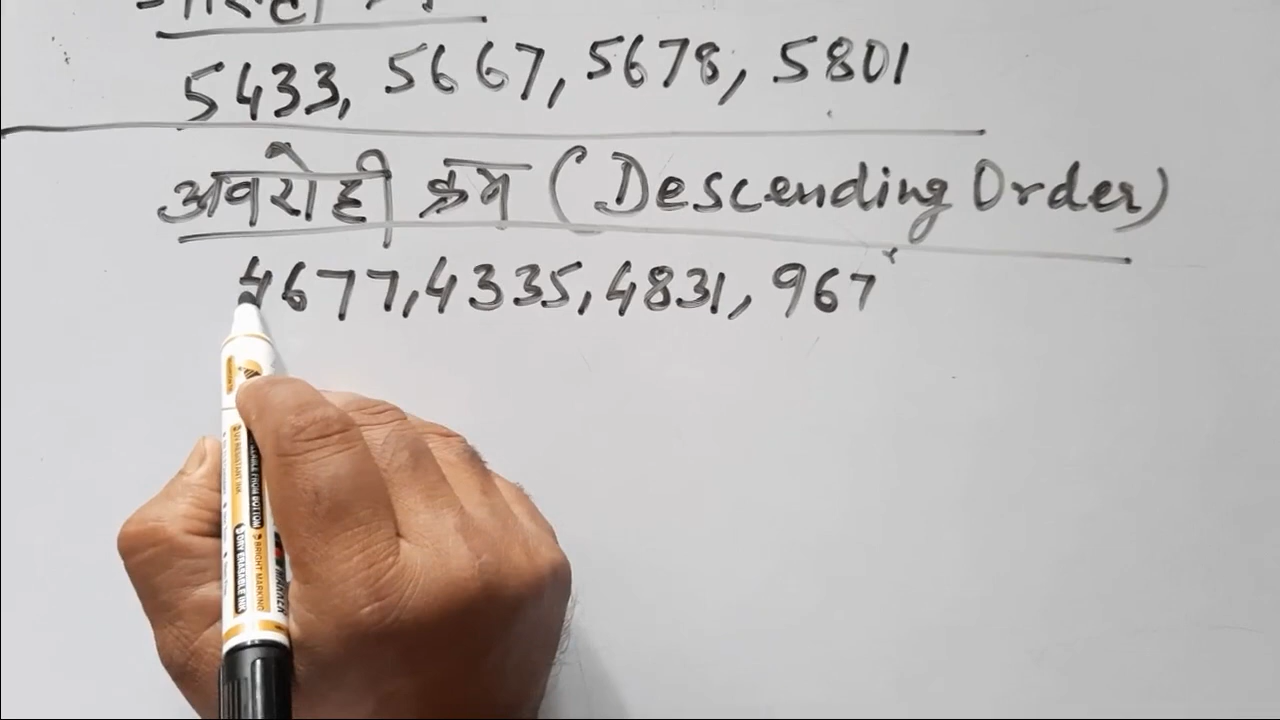 5433, 5667, 5678, 5801
अवरोही क्रम (Descending Order)
4677, 4335, 4831, 967